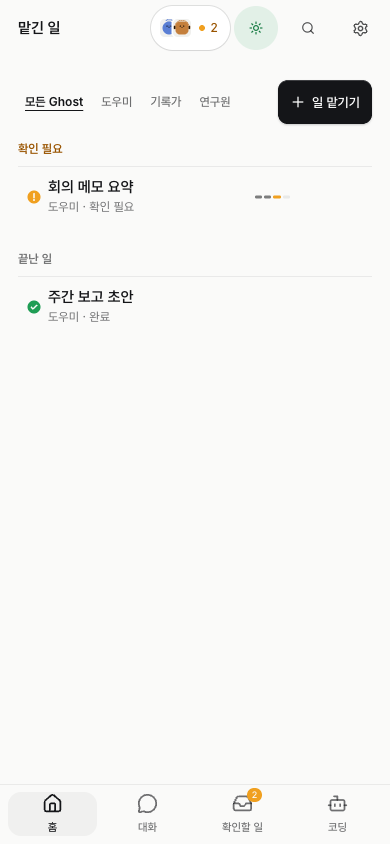 맡긴 일
2
모든 Ghost 도우미 기록가 연구원
일 맡기기
확인 필요
회의 메모 요약
도우미 · 확인 필요
끝난 일
주간 보고 초안
도우미 · 완료
2
홈 대화 확인할 일 코딩